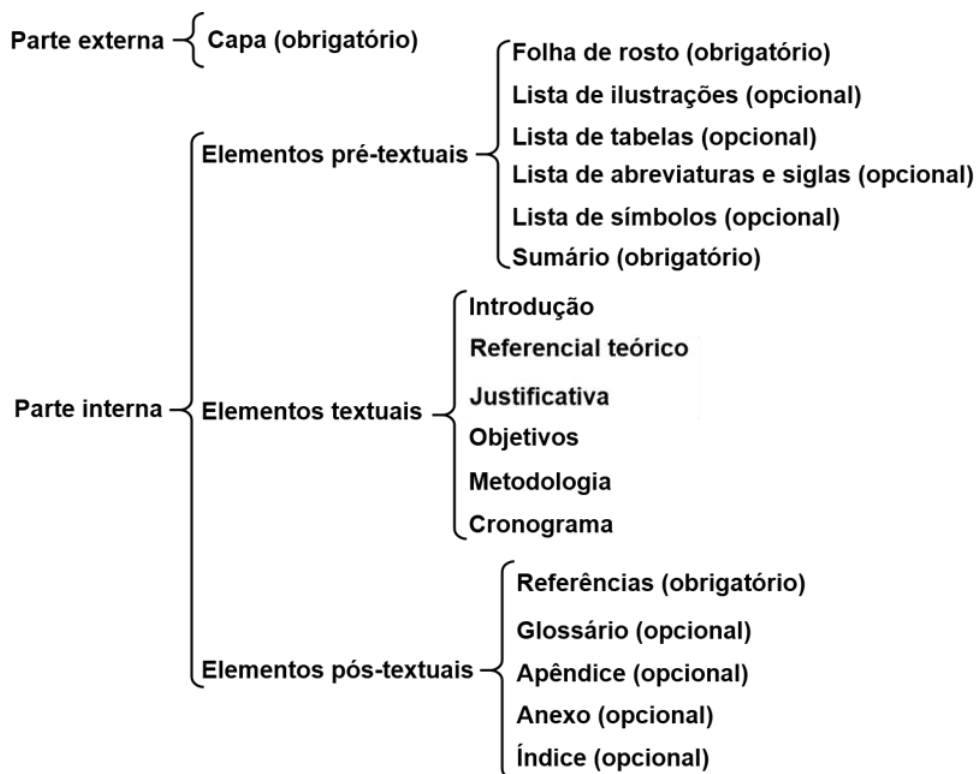 Parte externa
Capa (obrigatório)
Parte interna
Elementos pré-textuais
Folha de rosto (obrigatório)
Lista de ilustrações (opcional)
Lista de tabelas (opcional)
Lista de abreviaturas e siglas (opcional)
Lista de símbolos (opcional)
Sumário (obrigatório)
Elementos textuais
Introdução
Referencial teórico
Justificativa
Objetivos
Metodologia
Cronograma
Elementos pós-textuais
Referências (obrigatório)
Glossário (opcional)
Apêndice (opcional)
Anexo (opcional)
Índice (opcional)